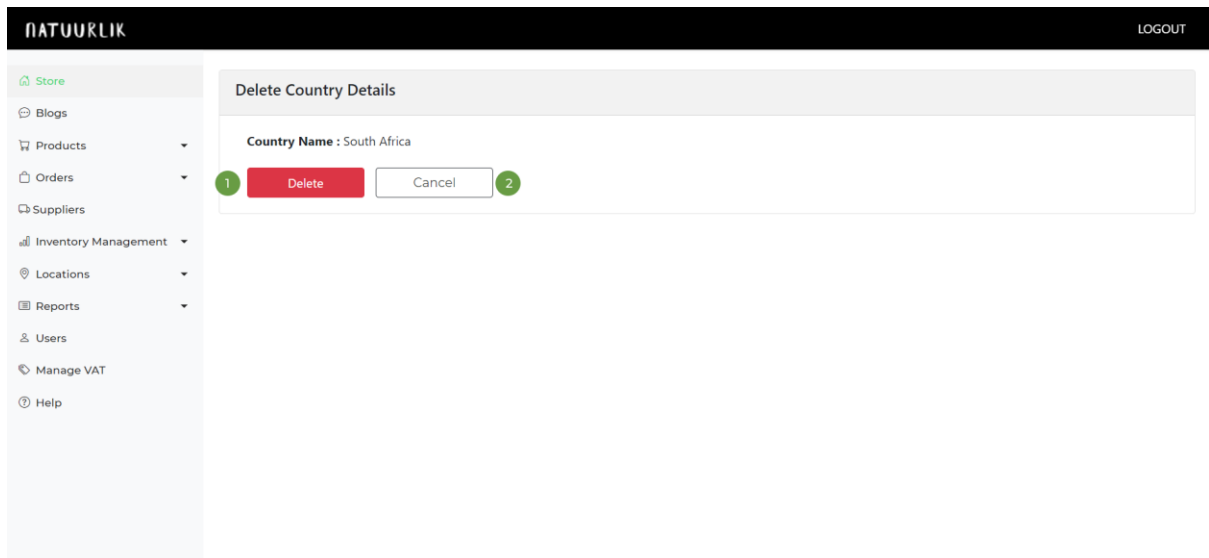 NATUURLIK
LOGOUT
Store
Blogs
Products
Orders
Suppliers
Inventory Management
Locations
Reports
Users
Manage VAT
Help
Delete Country Details
Country Name : South Africa
1 Delete Cancel 2